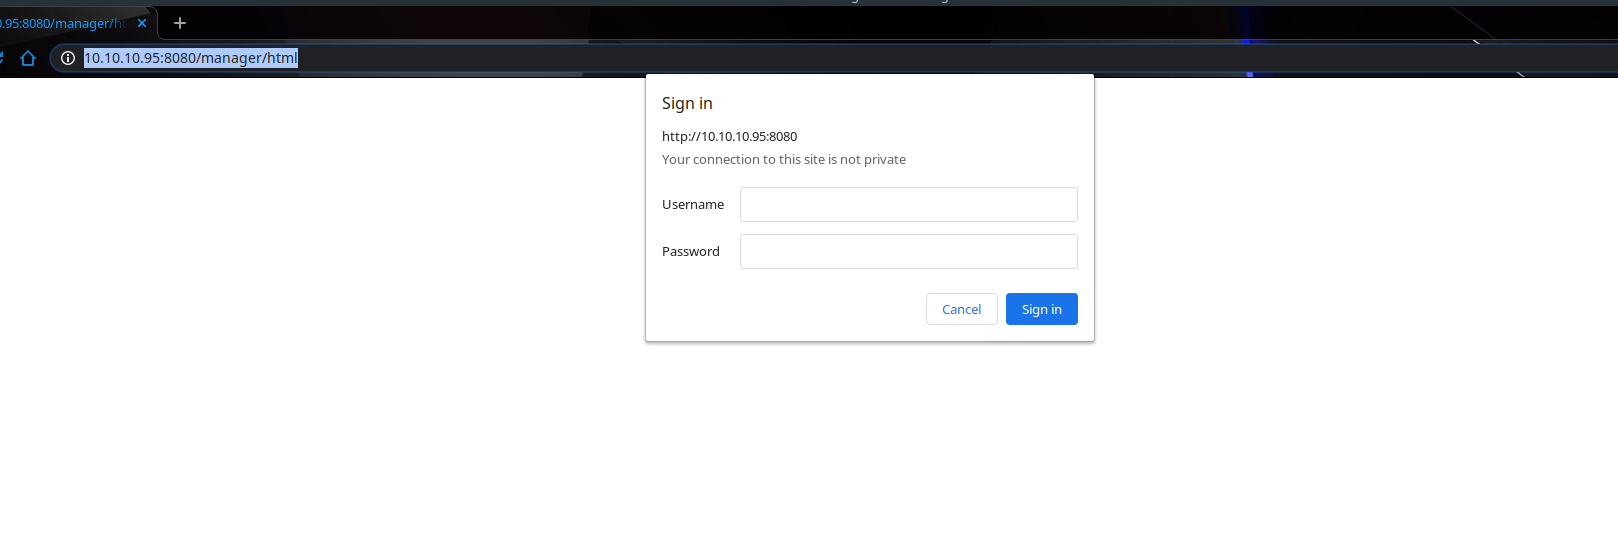 0.95:8080/manager/ht
10.10.10.95:8080/manager/html
Sign in
http://10.10.10.95:8080
Your connection to this site is not private
Username
Password
Cancel
Sign in